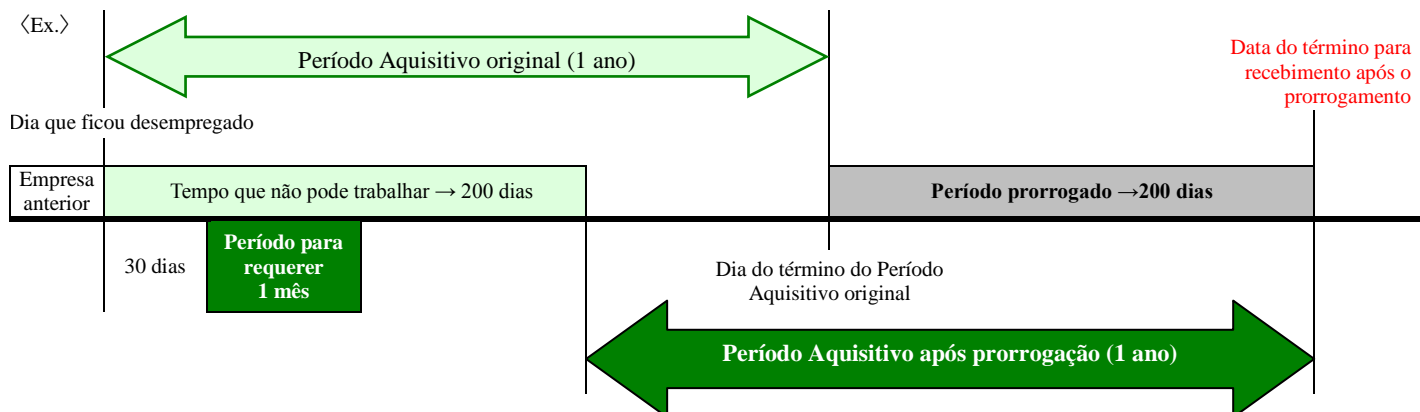 〈Ex.〉
Período Aquisitivo original (1 ano)
Data do término para
recebimento após o
prorrogamento
Dia que ficou desempregado
Empresa
anterior
Tempo que não pode trabalhar → 200 dias
Período prorrogado →200 dias
30 dias
Período para
requerer
1 mês
Dia do término do Período
Aquisitivo original
Período Aquisitivo após prorrogação (1 ano)